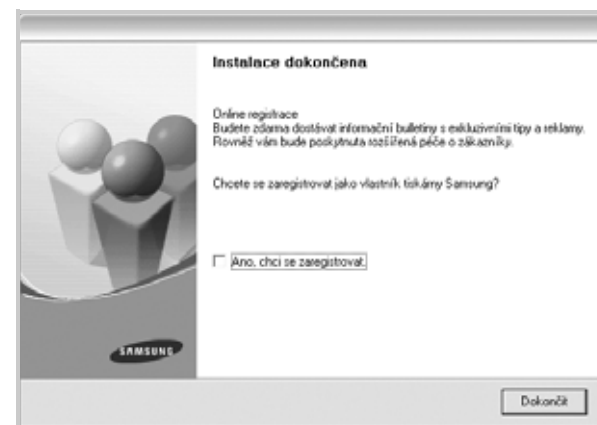 Instalace dokončena
Online registrace
Budete zdarma dostávat informační bulletiny s exkluzivními tipy a reklamy.
Rovněž vám bude poskytnuta rozšířená péče o zákazníky.
Chcete se zaregistrovat jako vlastník tiskárny Samsung?
Ano, chci se zaregistrovat.
SAMSUNG
Dokončit